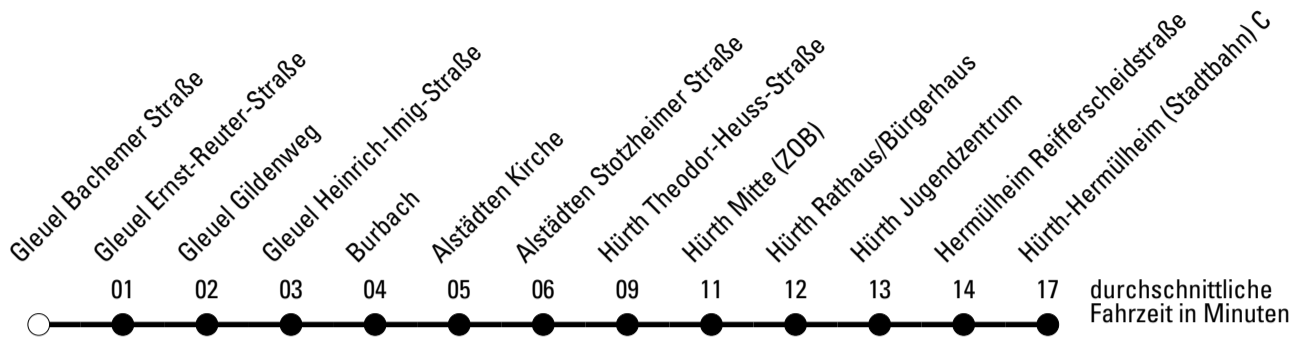 Gleuel Bachemer Straße
Gleuel Ernst-Reuter-Straße
Gleuel Gildenweg
Gleuel Heinrich-Imig-Straße
Burbach
Alstädten Kirche
Alstädten Stotzheimer Straße
Hürth Theodor-Heuss-Straße
Hürth Mitte (ZOB)
Hürth Rathaus/Bürgerhaus
Hürth Jugendzentrum
Hermülheim Reifferscheidstraße
Hürth-Hermülheim (Stadtbahn) C
01 02 03 04 05 06 09 11 12 13 14 17
durchschnittliche
Fahrzeit in Minuten